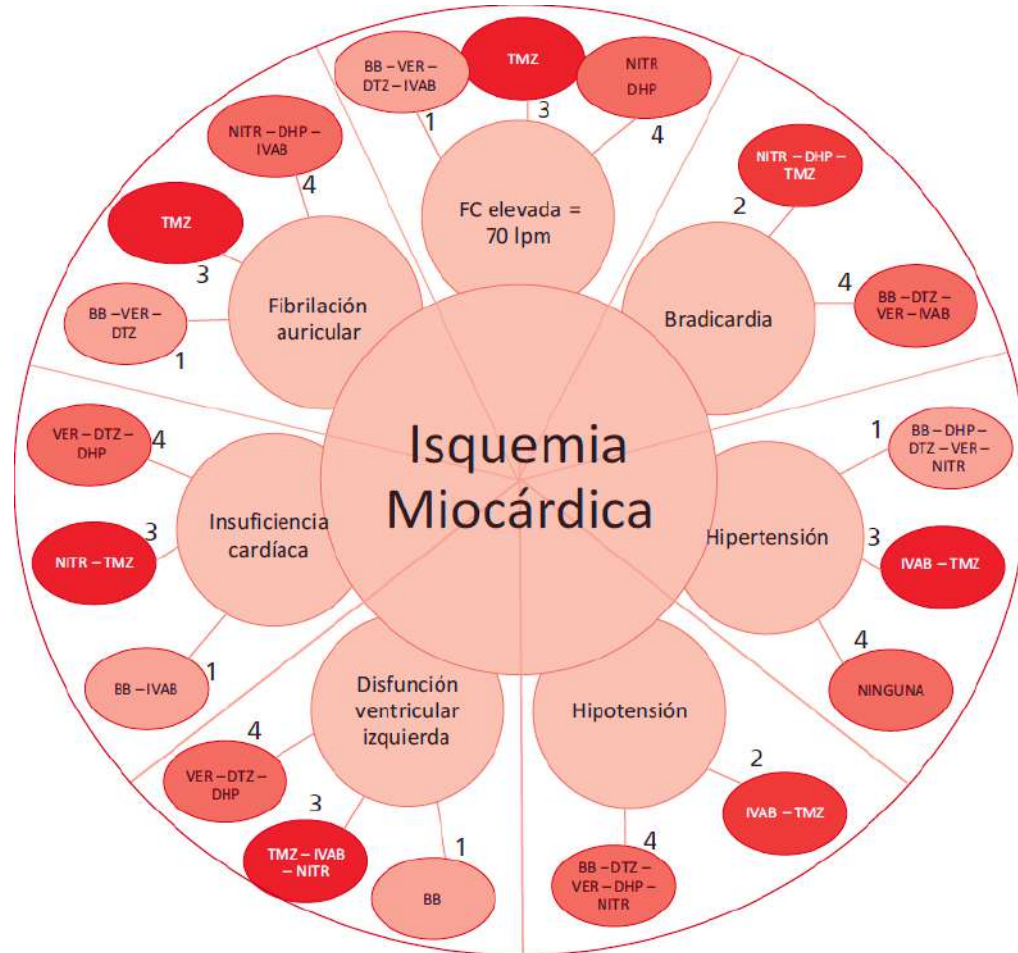 BB – VER –
DTZ – IVAB
1
TMZ
3
NITR
DHP
4
FC elevada =
70 lpm
NITR – DHP –
TMZ
2
4
BB – DTZ –
VER – IVAB
Bradicardia
1
BB – DHP –
DTZ – VER –
NITR
Hipertensión
3
IVAB – TMZ
4
NINGUNA
Hipotensión
2
IVAB – TMZ
4
BB – DTZ –
VER – DHP –
NITR
Disfunción
ventricular
izquierda
4
VER – DTZ –
DHP
3
TMZ – IVAB
– NITR
1
BB
Insuficiencia
cardíaca
VER – DTZ –
DHP
4
NITR – TMZ
3
BB – IVAB
1
Fibrilación
auricular
NITR – DHP –
IVAB
4
TMZ
3
BB – VER –
DTZ
1
Isquemia
Miocárdica